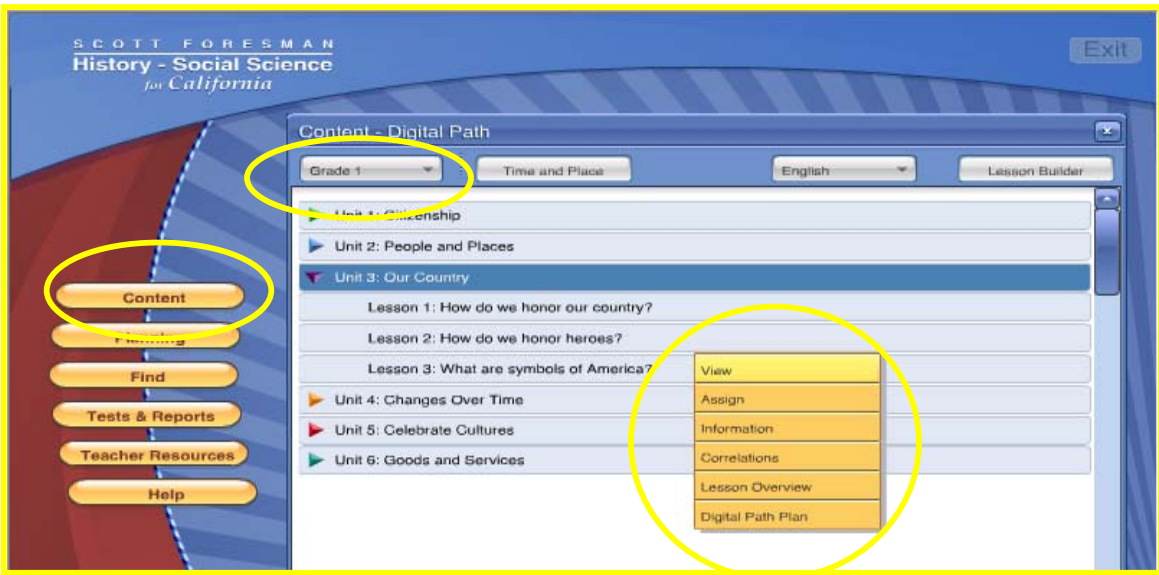 SCOTT FORESMAN
History - Social Science
for California
Exit
Content - Digital Path
Grade 1
Time and Place
English
Lesson Builder
Unit 1: Citizenship
Unit 2: People and Places
Unit 3: Our Country
Lesson 1: How do we honor our country?
Lesson 2: How do we honor heroes?
Lesson 3: What are symbols of America?
Unit 4: Changes Over Time
Unit 5: Celebrate Cultures
Unit 6: Goods and Services
View
Assign
Information
Correlations
Lesson Overview
Digital Path Plan
Content
Planning
Find
Tests & Reports
Teacher Resources
Help